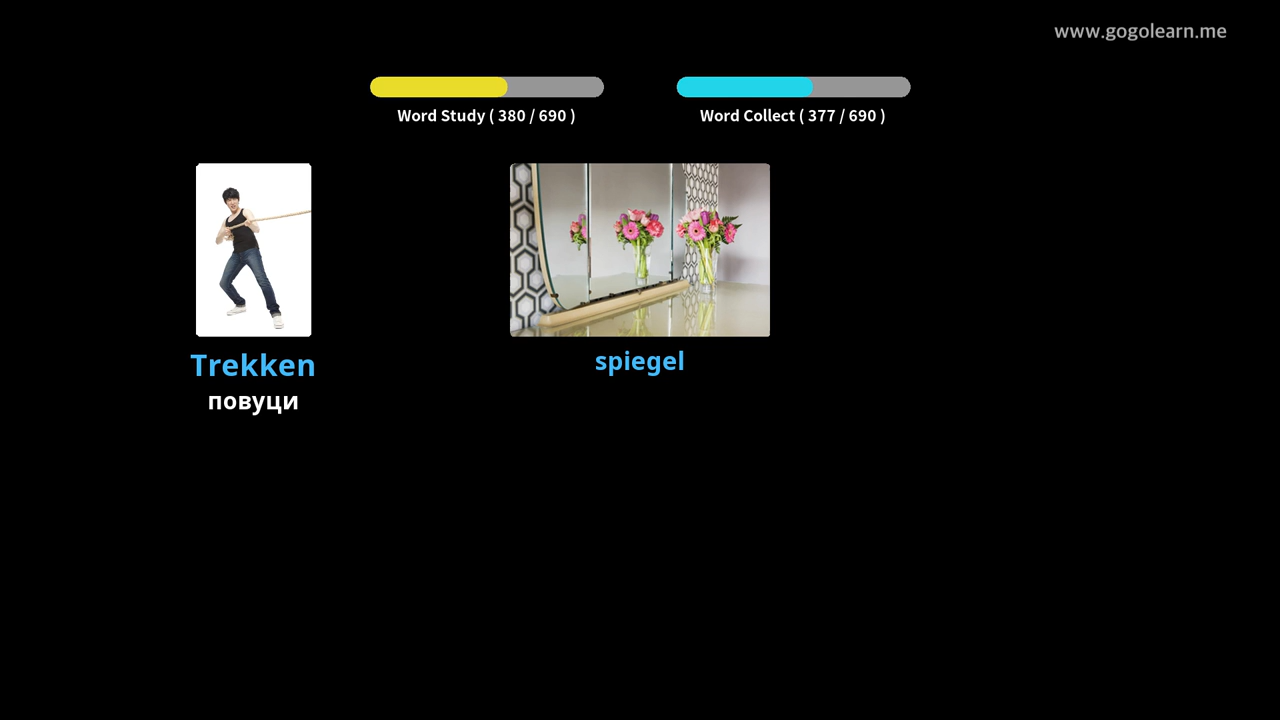 www.gogolearn.me
Word Study ( 380 / 690 )
Word Collect ( 377 / 690 )
Trekken
повуци
spiegel